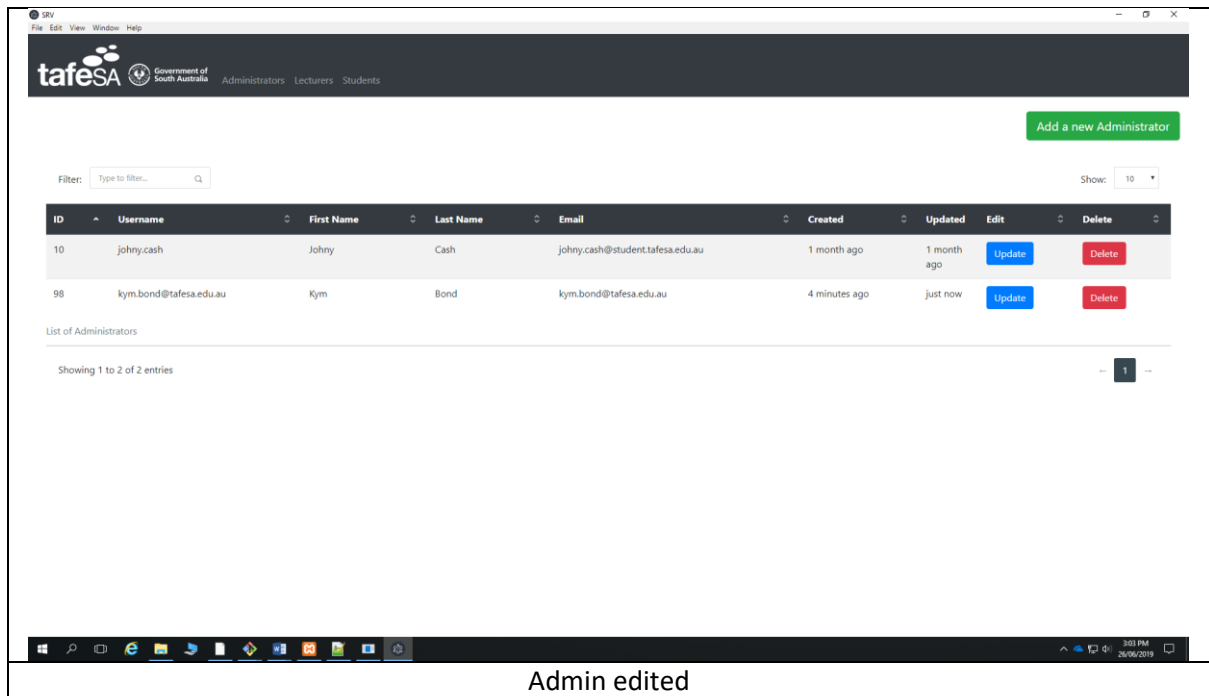 SRV
File Edit View Window Help
tafeSA Government of South Australia Administrators Lecturers Students
Add a new Administrator
Filter: Type to filter... Show: 10
ID Username First Name Last Name Email Created Updated Edit Delete
10 johny.cash Johny Cash johny.cash@student.tafesa.edu.au 1 month ago 1 month ago Update Delete
98 kym.bond@tafesa.edu.au Kym Bond kym.bond@tafesa.edu.au 4 minutes ago just now Update Delete
List of Administrators
Showing 1 to 2 of 2 entries ← 1 →
3:03 PM
26/06/2019
Admin edited